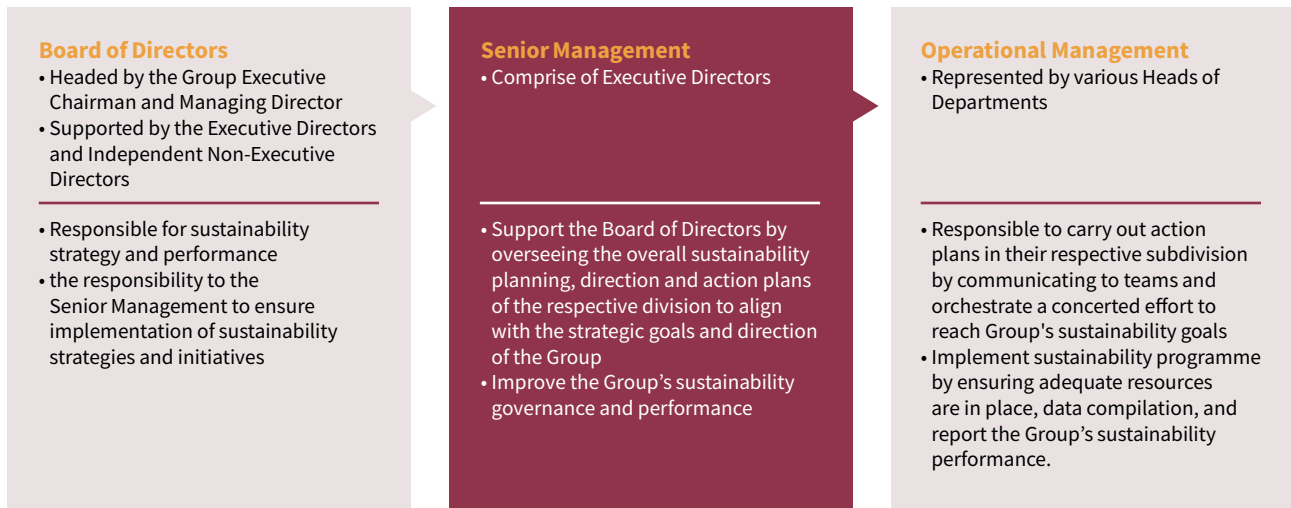 Board of Directors
• Headed by the Group Executive
Chairman and Managing Director
• Supported by the Executive Directors
and Independent Non-Executive
Directors
• Responsible for sustainability
strategy and performance
• the responsibility to the
Senior Management to ensure
implementation of sustainability
strategies and initiatives
Senior Management
• Comprise of Executive Directors
• Support the Board of Directors by
overseeing the overall sustainability
planning, direction and action plans
of the respective division to align
with the strategic goals and direction
of the Group
• Improve the Group’s sustainability
governance and performance
Operational Management
• Represented by various Heads of
Departments
• Responsible to carry out action
plans in their respective subdivision
by communicating to teams and
orchestrate a concerted effort to
reach Group's sustainability goals
• Implement sustainability programme
by ensuring adequate resources
are in place, data compilation, and
report the Group’s sustainability
performance.